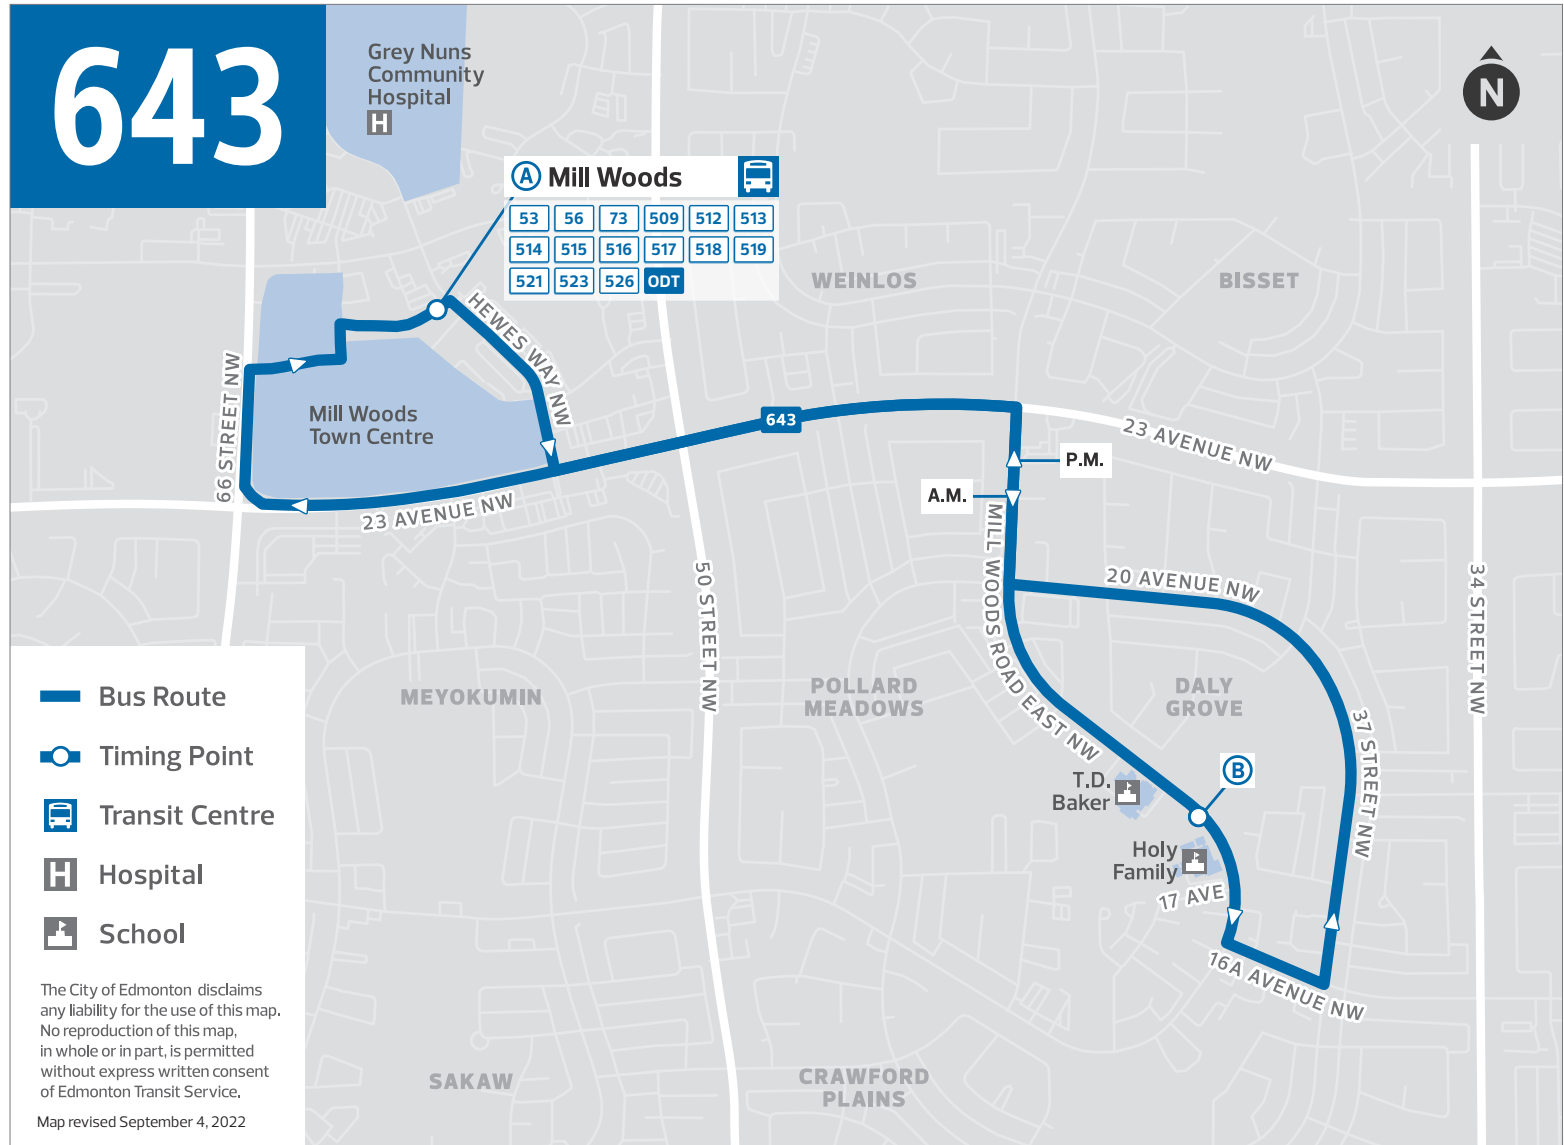 643
Grey Nuns
Community
Hospital
H
N
A Mill Woods
53 56 73 509 512 513
514 515 516 517 518 519
521 523 526 ODT
WEINLOS
BISSET
HEWES WAY NW
66 STREET NW
Mill Woods
Town Centre
643
23 AVENUE NW
23 AVENUE NW
P.M.
A.M.
MILL WOODS ROAD EAST NW
50 STREET NW
20 AVENUE NW
34 STREET NW
MEYOKUMIN
POLLARD
MEADOWS
DALY
GROVE
37 STREET NW
B
T.D.
Baker
Holy
Family
17 AVE
16A AVENUE NW
SAKAW
CRAWFORD
PLAINS
Bus Route
Timing Point
Transit Centre
H Hospital
School
The City of Edmonton disclaims
any liability for the use of this map.
No reproduction of this map,
in whole or in part, is permitted
without express written consent
of Edmonton Transit Service.
Map revised September 4, 2022